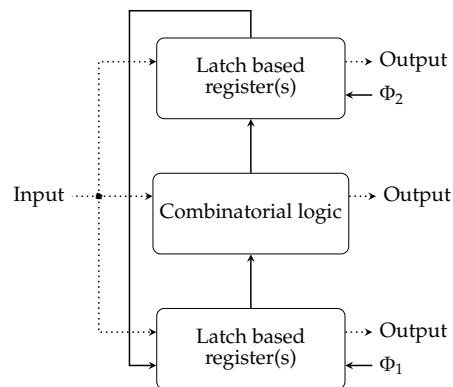 Latch based
register(s)
Output
Φ2
Input
Combinatorial logic
Output
Latch based
register(s)
Output
Φ1